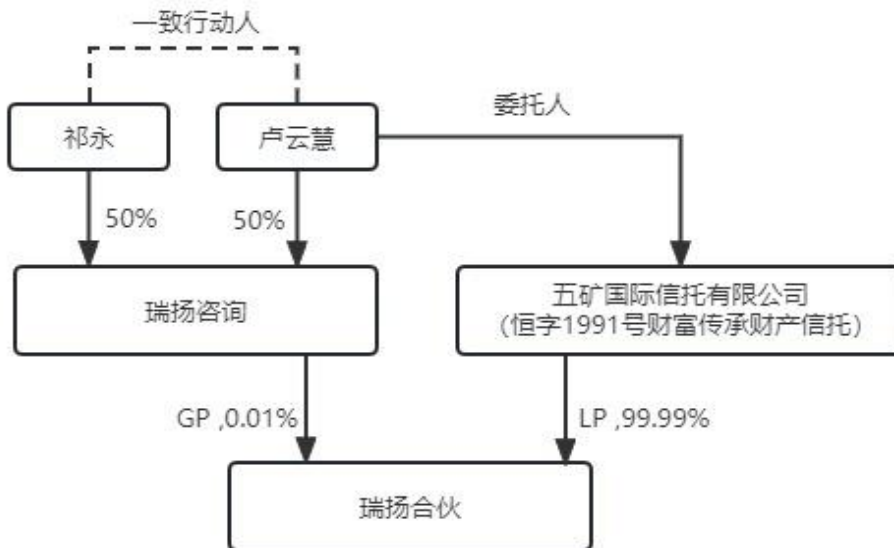 一致行动人
委托人
祁永
卢云慧
50%
50%
瑞扬咨询
五矿国际信托有限公司
（恒字1991号财富传承财产信托）
GP ,0.01%
LP ,99.99%
瑞扬合伙